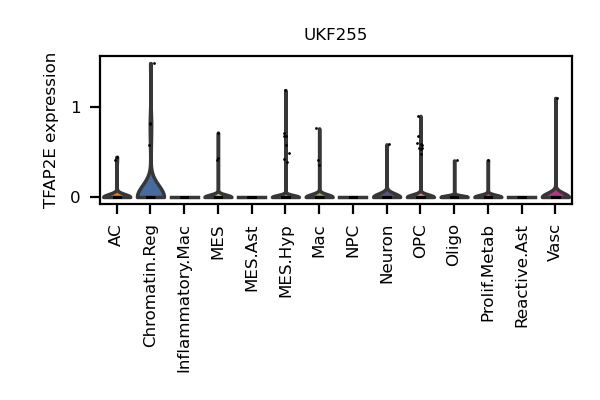 UKF255
TFAP2E expression
1
0
AC
Chromatin.Reg
Inflammatory.Mac
MES
MES.Ast
MES.Hyp
Mac
NPC
Neuron
OPC
Oligo
Prolif.Metab
Reactive.Ast
Vasc